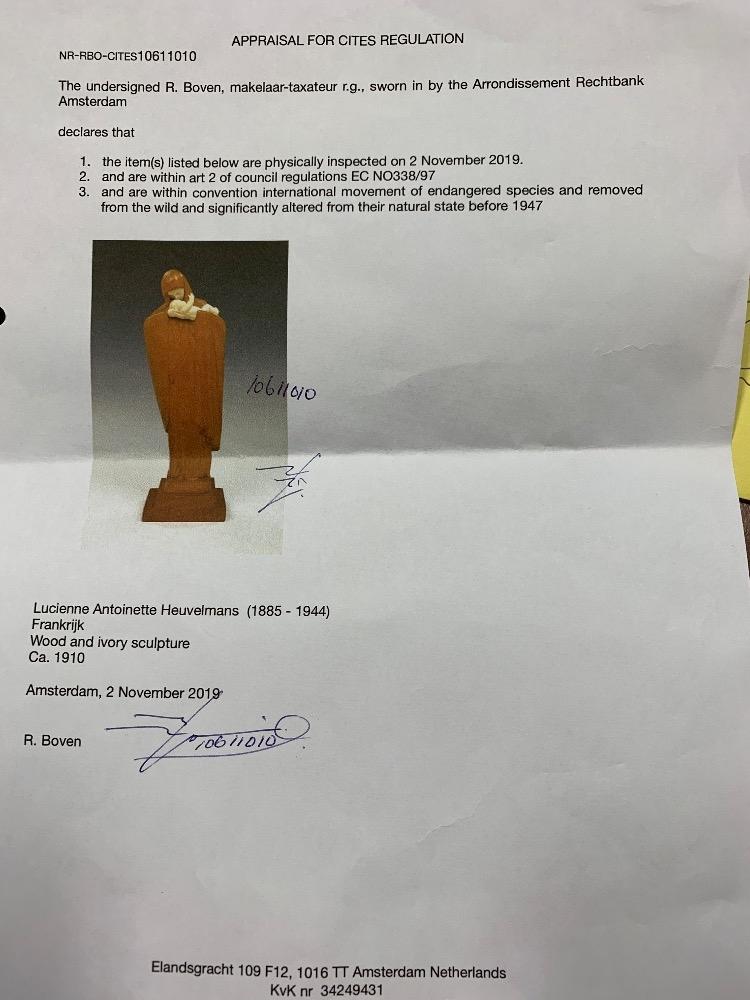 APPRAISAL FOR CITES REGULATION
NR-RBO-CITES10611010
The undersigned R. Boven, makelaar-taxateur r.g., sworn in by the Arrondissement Rechtbank
Amsterdam
declares that
1. the item(s) listed below are physically inspected on 2 November 2019.
2. and are within art 2 of council regulations EC NO338/97
3. and are within convention international movement of endangered species and removed
from the wild and significantly altered from their natural state before 1947
10611010
Lucienne Antoinette Heuvelmans (1885 - 1944)
Frankrijk
Wood and ivory sculpture
Ca. 1910
Amsterdam, 2 November 2019
R. Boven
10611010
Elandsgracht 109 F12, 1016 TT Amsterdam Netherlands
KvK nr 34249431